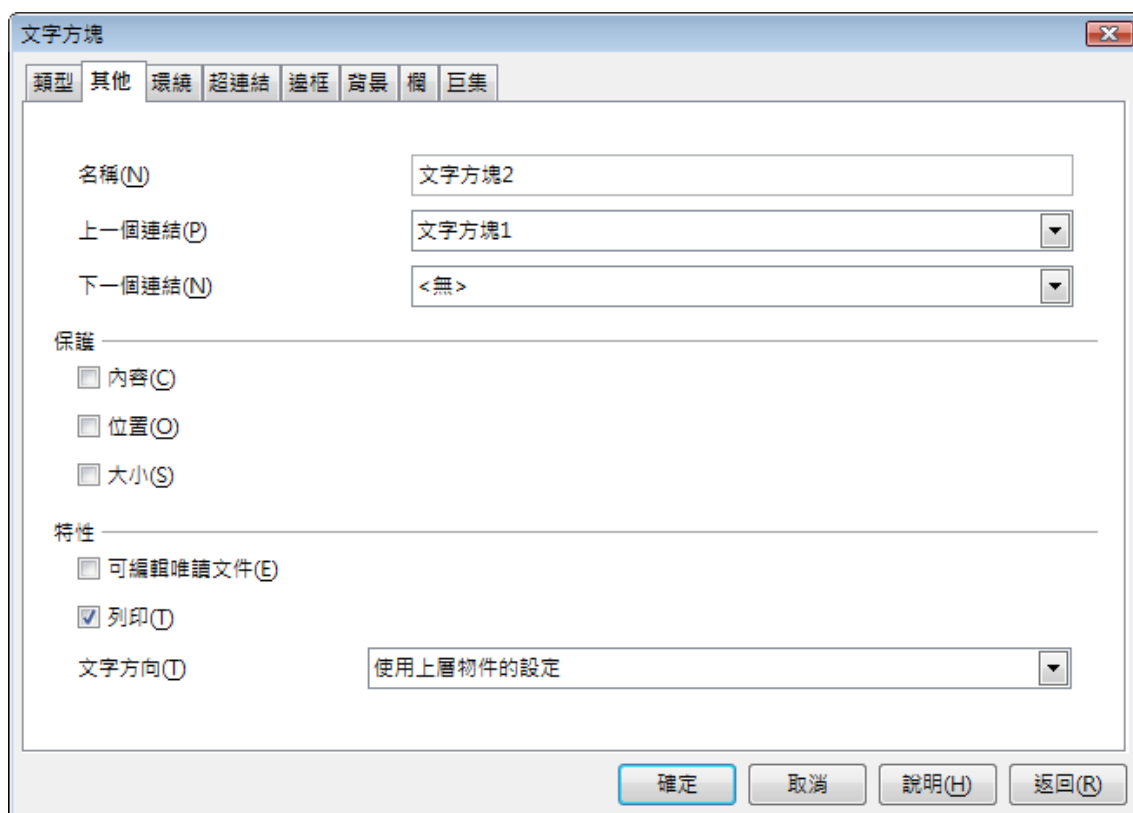 文字方塊
類型 其他 環繞 超連結 邊框 背景 欄 巨集
名稱(N) 文字方塊2
上一個連結(P) 文字方塊1
下一個連結(N) <無>
保護
內容(C)
位置(O)
大小(S)
特性
可編輯唯讀文件(E)
列印(T)
文字方向(T) 使用上層物件的設定
確定 取消 說明(H) 返回(R)